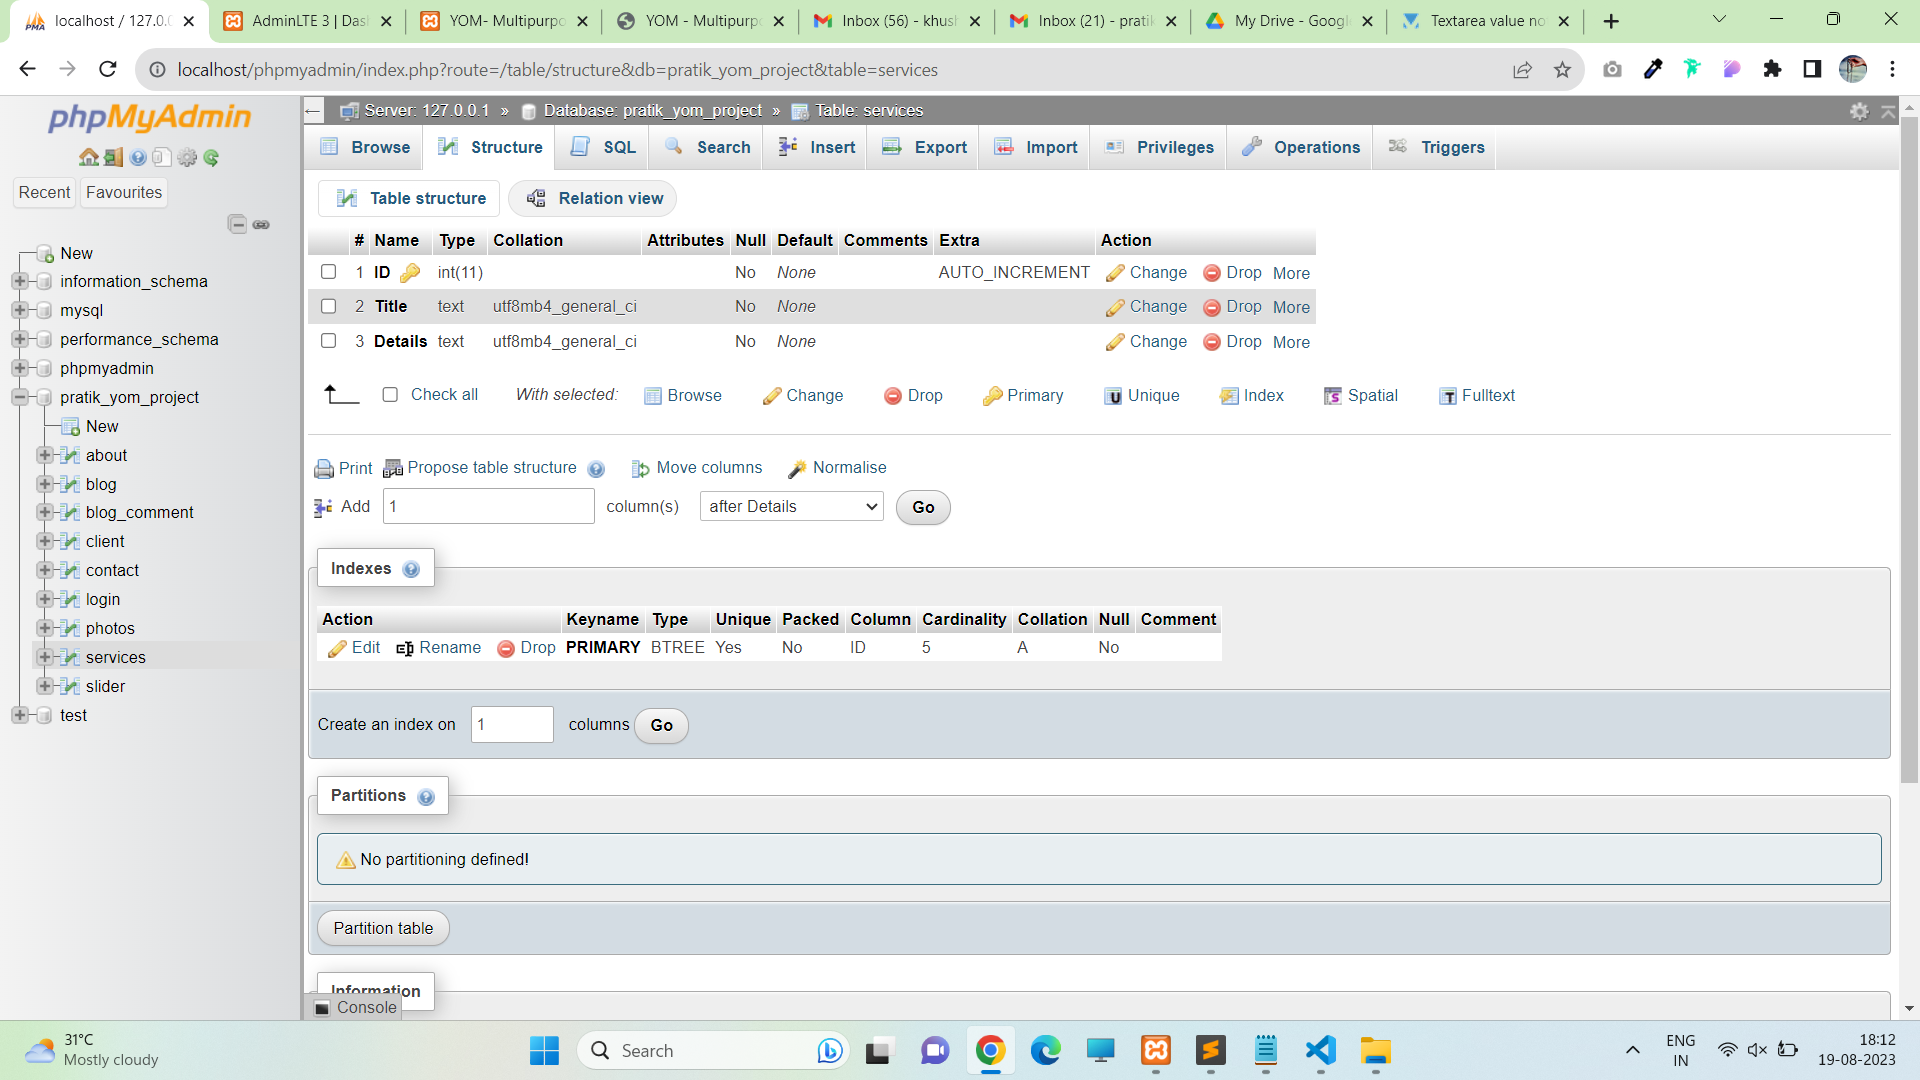 localhost / 127.0.0
AdminLTE 3 | Das
YOM- Multipurpo
YOM - Multipurp
Inbox (56) - khush
Inbox (21) - pratik
My Drive - Google
Textarea value no
localhost/phpmyadmin/index.php?route=/table/structure&db=pratik_yom_project&table=services
phpMyAdmin
Recent Favourites
New
information_schema
mysql
performance_schema
phpmyadmin
pratik_yom_project
New
about
blog
blog_comment
client
contact
login
photos
services
slider
test
Server: 127.0.0.1 » Database: pratik_yom_project » Table: services
Browse Structure SQL Search Insert Export Import Privileges Operations Triggers
Table structure Relation view
# Name Type Collation Attributes Null Default Comments Extra Action
1 ID int(11) No None AUTO_INCREMENT Change Drop More
2 Title text utf8mb4_general_ci No None Change Drop More
3 Details text utf8mb4_general_ci No None Change Drop More
Check all With selected: Browse Change Drop Primary Unique Index Spatial Fulltext
Print Propose table structure Move columns Normalise
Add 1 column(s) after Details Go
Indexes
Action Keyname Type Unique Packed Column Cardinality Collation Null Comment
Edit Rename Drop PRIMARY BTREE Yes No ID 5 A No
Create an index on 1 columns Go
Partitions
No partitioning defined!
Partition table
Information
Console
31°C
Mostly cloudy
Search
ENG
IN
18:12
19-08-2023